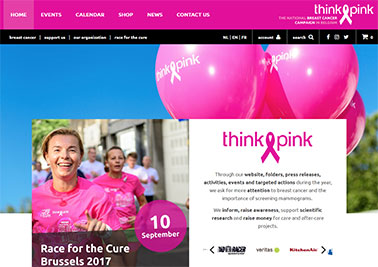 HOME EVENTS CALENDAR SHOP NEWS CONTACT US
think pink
THE NATIONAL BREAST CANCER
CAMPAIGN IN BELGIUM
breast cancer | support us | our organisation | race for the cure
NL | EN | FR
account
search
0
think pink
Through our website, folders, press releases,
activities, events and targeted actions during the year,
we ask for more attention to breast cancer and the
importance of screening mammograms.
We inform, raise awareness, support scientific
research and raise money for care and after-care
projects.
10
September
Race for the Cure
Brussels 2017
veritas
KitchenAid